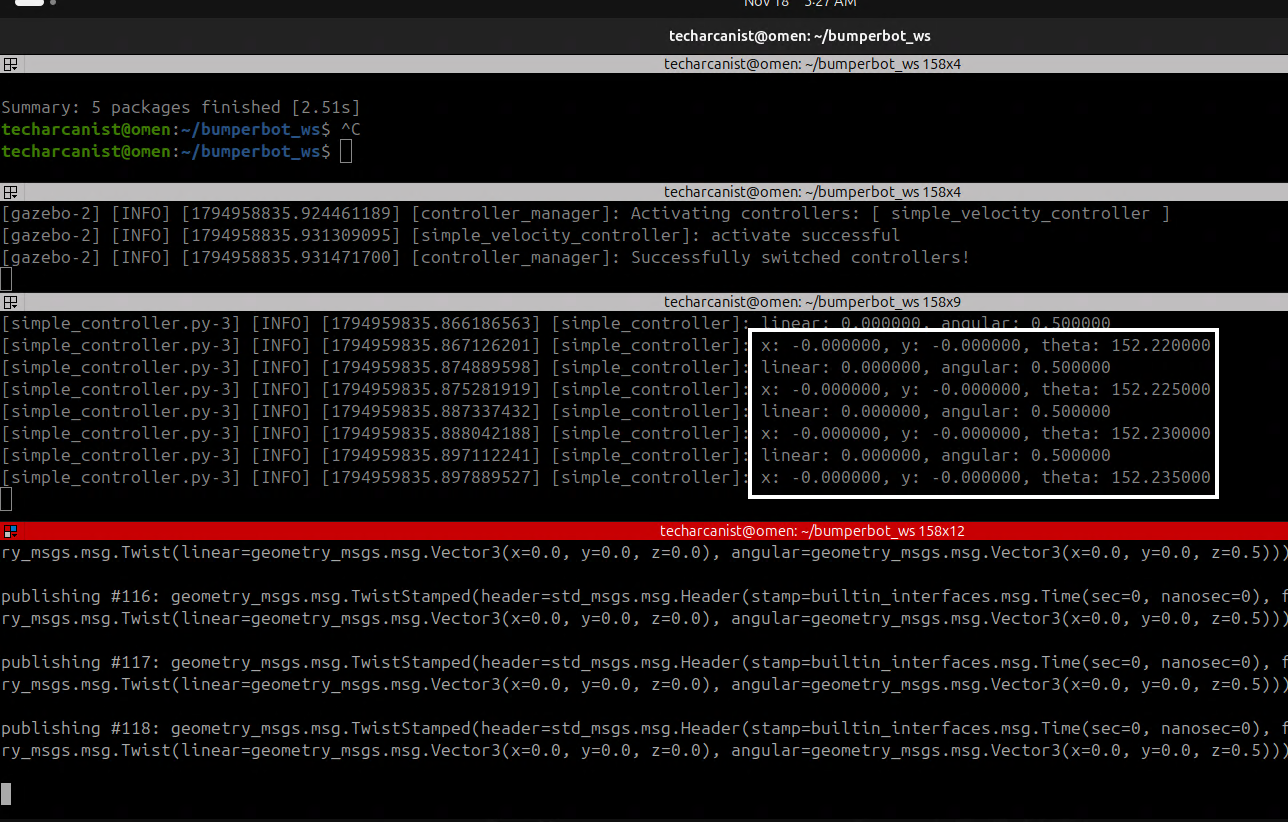 Nov 18 5:27 AM
techarcanist@omen: ~/bumperbot_ws
techarcanist@omen: ~/bumperbot_ws 158x4
Summary: 5 packages finished [2.51s]
techarcanist@omen:~/bumperbot_ws$ ^C
techarcanist@omen:~/bumperbot_ws$
techarcanist@omen: ~/bumperbot_ws 158x4
[gazebo-2] [INFO] [1794958835.924461189] [controller_manager]: Activating controllers: [ simple_velocity_controller ]
[gazebo-2] [INFO] [1794958835.931309095] [simple_velocity_controller]: activate successful
[gazebo-2] [INFO] [1794958835.931471700] [controller_manager]: Successfully switched controllers!
techarcanist@omen: ~/bumperbot_ws 158x9
[simple_controller.py-3] [INFO] [1794959835.866186563] [simple_controller]: linear: 0.000000, angular: 0.500000
[simple_controller.py-3] [INFO] [1794959835.867126201] [simple_controller]: x: -0.000000, y: -0.000000, theta: 152.220000
[simple_controller.py-3] [INFO] [1794959835.874889598] [simple_controller]: linear: 0.000000, angular: 0.500000
[simple_controller.py-3] [INFO] [1794959835.875281919] [simple_controller]: x: -0.000000, y: -0.000000, theta: 152.225000
[simple_controller.py-3] [INFO] [1794959835.887337432] [simple_controller]: linear: 0.000000, angular: 0.500000
[simple_controller.py-3] [INFO] [1794959835.888042188] [simple_controller]: x: -0.000000, y: -0.000000, theta: 152.230000
[simple_controller.py-3] [INFO] [1794959835.897112241] [simple_controller]: linear: 0.000000, angular: 0.500000
[simple_controller.py-3] [INFO] [1794959835.897889527] [simple_controller]: x: -0.000000, y: -0.000000, theta: 152.235000
techarcanist@omen: ~/bumperbot_ws 158x12
ry_msgs.msg.Twist(linear=geometry_msgs.msg.Vector3(x=0.0, y=0.0, z=0.0), angular=geometry_msgs.msg.Vector3(x=0.0, y=0.0, z=0.5)))
publishing #116: geometry_msgs.msg.TwistStamped(header=std_msgs.msg.Header(stamp=builtin_interfaces.msg.Time(sec=0, nanosec=0), f
ry_msgs.msg.Twist(linear=geometry_msgs.msg.Vector3(x=0.0, y=0.0, z=0.0), angular=geometry_msgs.msg.Vector3(x=0.0, y=0.0, z=0.5)))
publishing #117: geometry_msgs.msg.TwistStamped(header=std_msgs.msg.Header(stamp=builtin_interfaces.msg.Time(sec=0, nanosec=0), f
ry_msgs.msg.Twist(linear=geometry_msgs.msg.Vector3(x=0.0, y=0.0, z=0.0), angular=geometry_msgs.msg.Vector3(x=0.0, y=0.0, z=0.5)))
publishing #118: geometry_msgs.msg.TwistStamped(header=std_msgs.msg.Header(stamp=builtin_interfaces.msg.Time(sec=0, nanosec=0), f
ry_msgs.msg.Twist(linear=geometry_msgs.msg.Vector3(x=0.0, y=0.0, z=0.0), angular=geometry_msgs.msg.Vector3(x=0.0, y=0.0, z=0.5)))